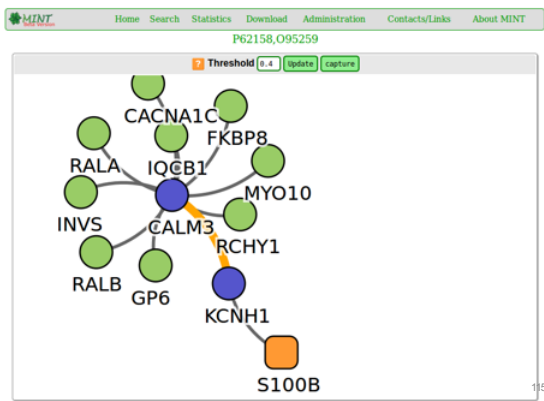 MINT Home Search Statistics Download Administration Contacts/Links About MINT
P62158,O95259
? Threshold 0.4 Update capture
CACNA1C
FKBP8
RALA
IQCB1
MYO10
INVS
CALM3
RCHY1
RALB
GP6
KCNH1
S100B
115